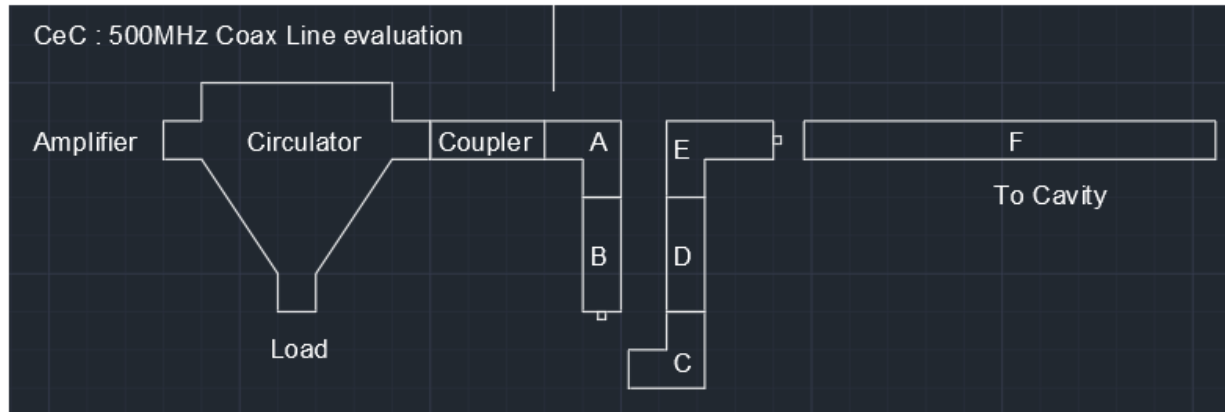 CeC : 500MHz Coax Line evaluation
Amplifier
Circulator
Coupler
A
E
F
To Cavity
B
D
Load
C